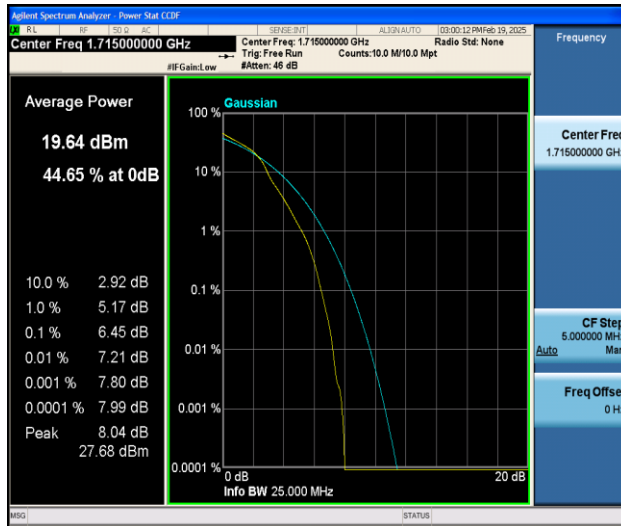 Agilent Spectrum Analyzer - Power Stat CCDF
RL RF 50 Ω AC SENSE:INT ALIGN AUTO 03:00:12 PM Feb 19, 2025
Center Freq 1.715000000 GHz
Center Freq: 1.715000000 GHz Radio Std: None
Trig: Free Run Counts:10.0 M/10.0 Mpt
#IFGain:Low #Atten: 46 dB
Frequency
Average Power
19.64 dBm
44.65 % at 0dB
10.0 % 2.92 dB
1.0 % 5.17 dB
0.1 % 6.45 dB
0.01 % 7.21 dB
0.001 % 7.80 dB
0.0001 % 7.99 dB
Peak 8.04 dB
27.68 dBm
Gaussian
100 %
10 %
1 %
0.1 %
0.01 %
0.001 %
0.0001 %
0 dB 20 dB
Info BW 25.000 MHz
Center Freq
1.715000000 GHz
CF Step
5.000000 MHz
Auto Man
Freq Offse
0 H
MSG STATUS